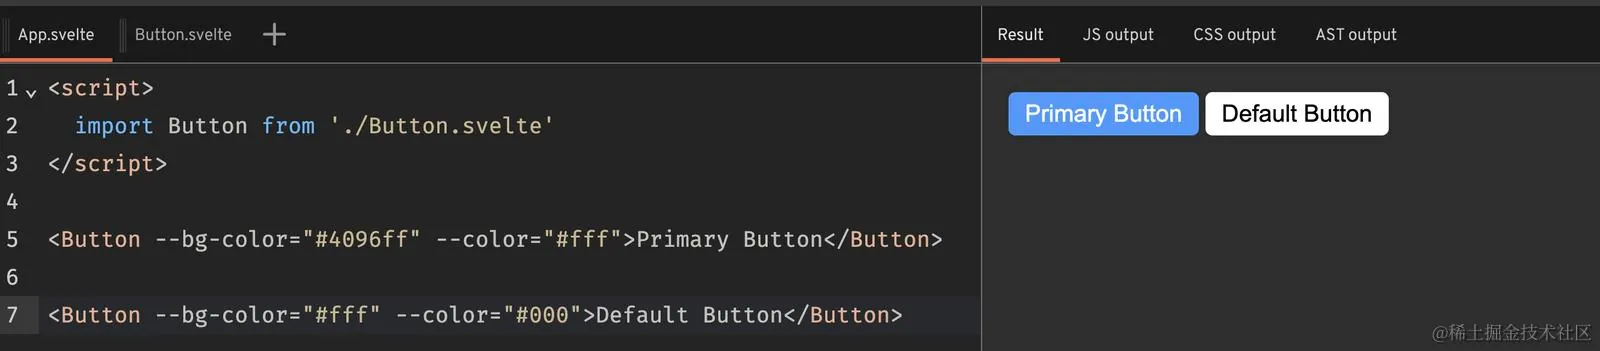 App.svelte Button.svelte
Result JS output CSS output AST output
1 <script>
2 import Button from './Button.svelte'
3 </script>
4
5 <Button --bg-color="#4096ff" --color="#fff">Primary Button</Button>
6
7 <Button --bg-color="#fff" --color="#000">Default Button</Button>
Primary Button Default Button
@稀土掘金技术社区